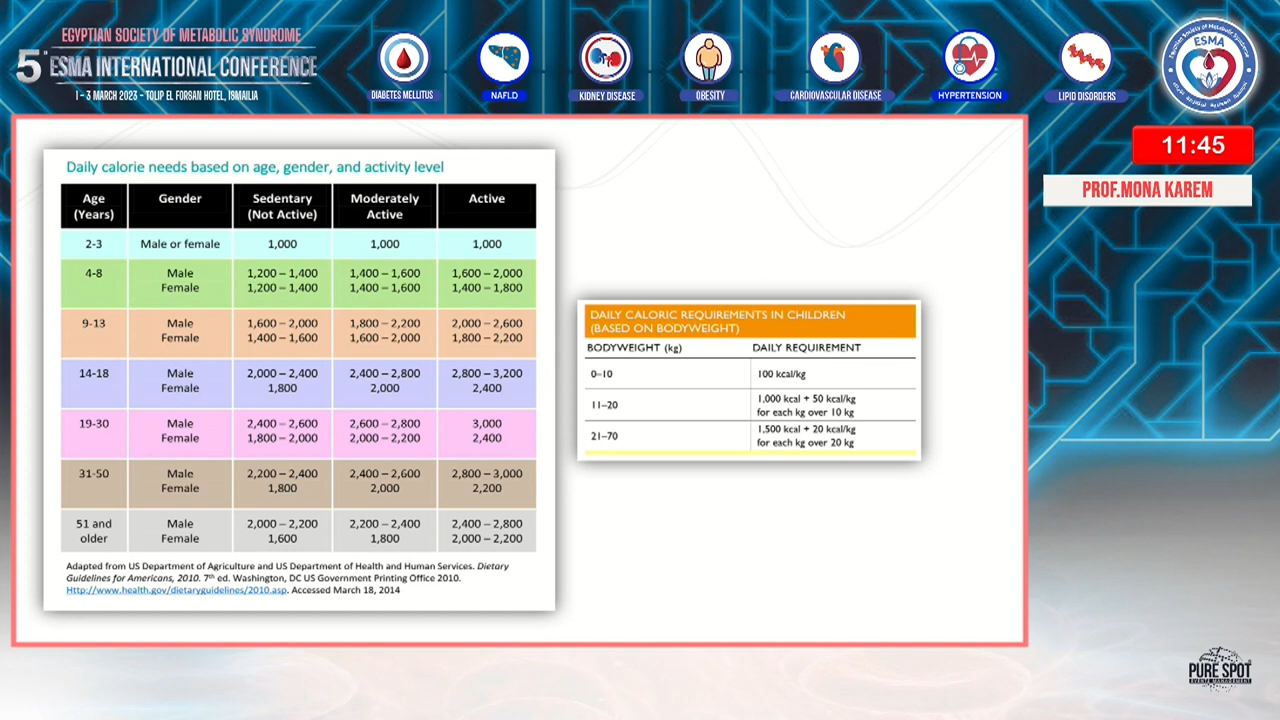 EGYPTIAN SOCIETY OF METABOLIC SYNDROME
5th ESMA INTERNATIONAL CONFERENCE
1 - 3 MARCH 2023 - TOLIP EL FORSAN HOTEL, ISMAILIA
DIABETES MELLITUS
NAFLD
KIDNEY DISEASE
OBESITY
CARDIOVASCULAR DISEASE
HYPERTENSION
LIPID DISORDERS
Egyptian Society of Metabolic Syndrome
ESMA
11:45
PROF.MONA KAREM
Daily calorie needs based on age, gender, and activity level
Age (Years) Gender Sedentary (Not Active) Moderately Active Active
2-3 Male or female 1,000 1,000 1,000
4-8 Male 1,200 – 1,400 1,400 – 1,600 1,600 – 2,000
Female 1,200 – 1,400 1,400 – 1,600 1,400 – 1,800
9-13 Male 1,600 – 2,000 1,800 – 2,200 2,000 – 2,600
Female 1,400 – 1,600 1,600 – 2,000 1,800 – 2,200
14-18 Male 2,000 – 2,400 2,400 – 2,800 2,800 – 3,200
Female 1,800 2,000 2,400
19-30 Male 2,400 – 2,600 2,600 – 2,800 3,000
Female 1,800 – 2,000 2,000 – 2,200 2,400
31-50 Male 2,200 – 2,400 2,400 – 2,600 2,800 – 3,000
Female 1,800 2,000 2,200
51 and older Male 2,000 – 2,200 2,200 – 2,400 2,400 – 2,800
Female 1,600 1,800 2,000 – 2,200
Adapted from US Department of Agriculture and US Department of Health and Human Services. Dietary
Guidelines for Americans, 2010. 7th ed. Washington, DC US Government Printing Office 2010.
Http://www.health.gov/dietaryguidelines/2010.asp. Accessed March 18, 2014
DAILY CALORIC REQUIREMENTS IN CHILDREN
(BASED ON BODYWEIGHT)
BODYWEIGHT (kg) DAILY REQUIREMENT
0–10 100 kcal/kg
11–20 1,000 kcal + 50 kcal/kg
for each kg over 10 kg
21–70 1,500 kcal + 20 kcal/kg
for each kg over 20 kg
PURE SPOT
EVENTS MANAGEMENT